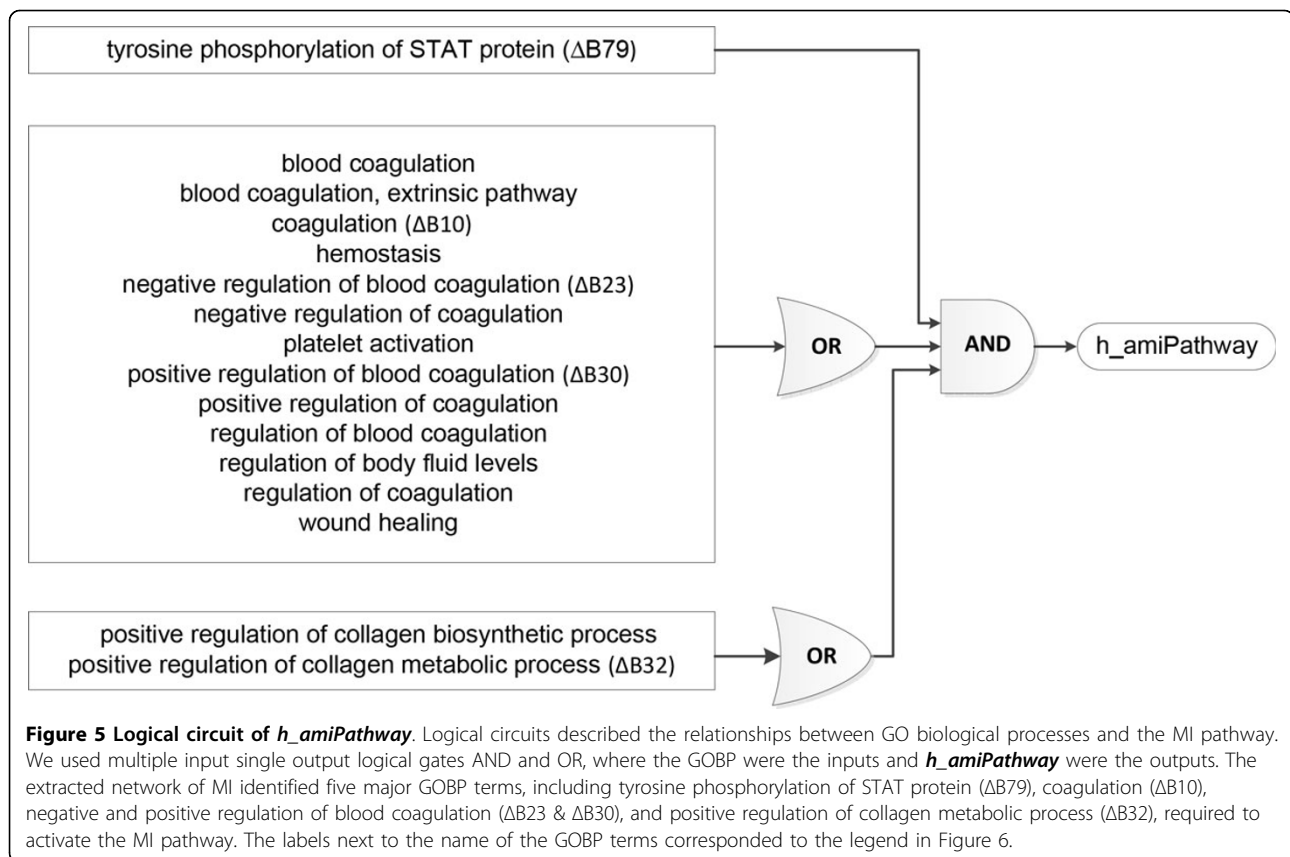 tyrosine phosphorylation of STAT protein (ΔB79)
blood coagulation
blood coagulation, extrinsic pathway
coagulation (ΔB10)
hemostasis
negative regulation of blood coagulation (ΔB23)
negative regulation of coagulation
platelet activation
positive regulation of blood coagulation (ΔB30)
positive regulation of coagulation
regulation of blood coagulation
regulation of body fluid levels
regulation of coagulation
wound healing
OR
AND
h_amiPathway
positive regulation of collagen biosynthetic process
positive regulation of collagen metabolic process (ΔB32)
OR
Figure 5 Logical circuit of h_amiPathway. Logical circuits described the relationships between GO biological processes and the MI pathway.
We used multiple input single output logical gates AND and OR, where the GOBP were the inputs and h_amiPathway were the outputs. The
extracted network of MI identified five major GOBP terms, including tyrosine phosphorylation of STAT protein (ΔB79), coagulation (ΔB10),
negative and positive regulation of blood coagulation (ΔB23 & ΔB30), and positive regulation of collagen metabolic process (ΔB32), required to
activate the MI pathway. The labels next to the name of the GOBP terms corresponded to the legend in Figure 6.